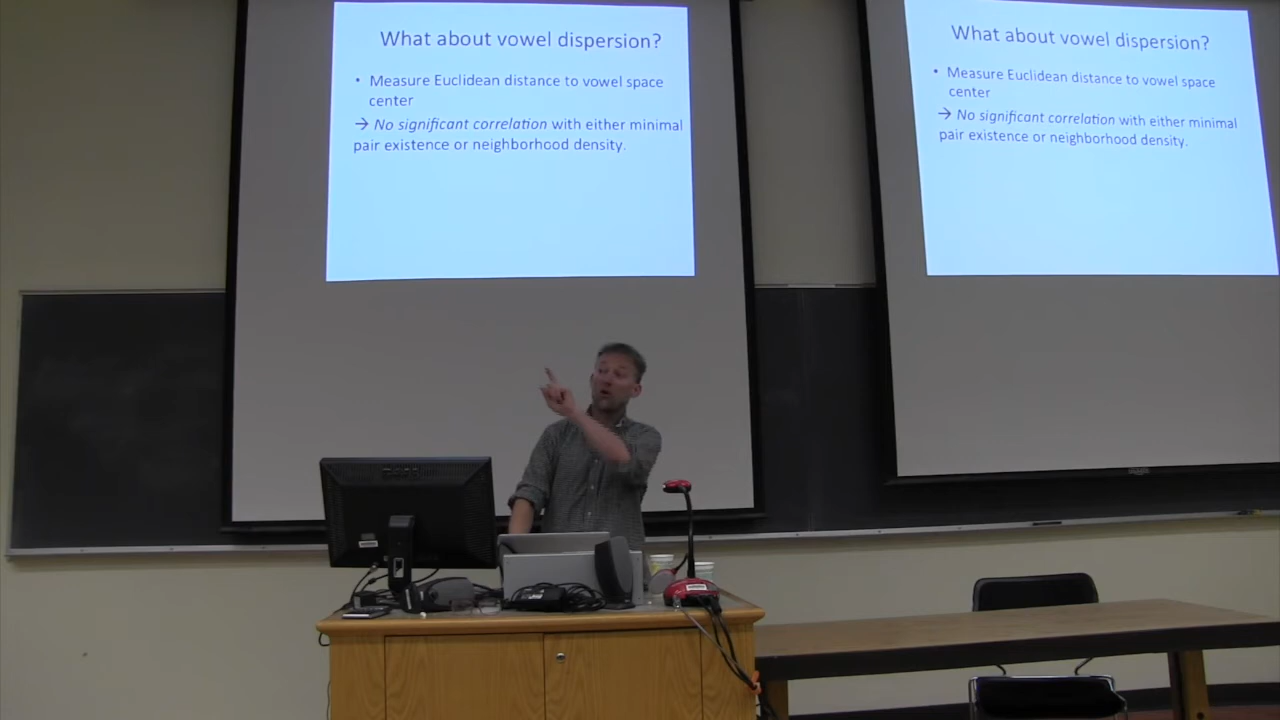 What about vowel dispersion?
• Measure Euclidean distance to vowel space
center
→ No significant correlation with either minimal
pair existence or neighborhood density.
What about vowel dispersion?
• Measure Euclidean distance to vowel space
center
→ No significant correlation with either minimal
pair existence or neighborhood density.